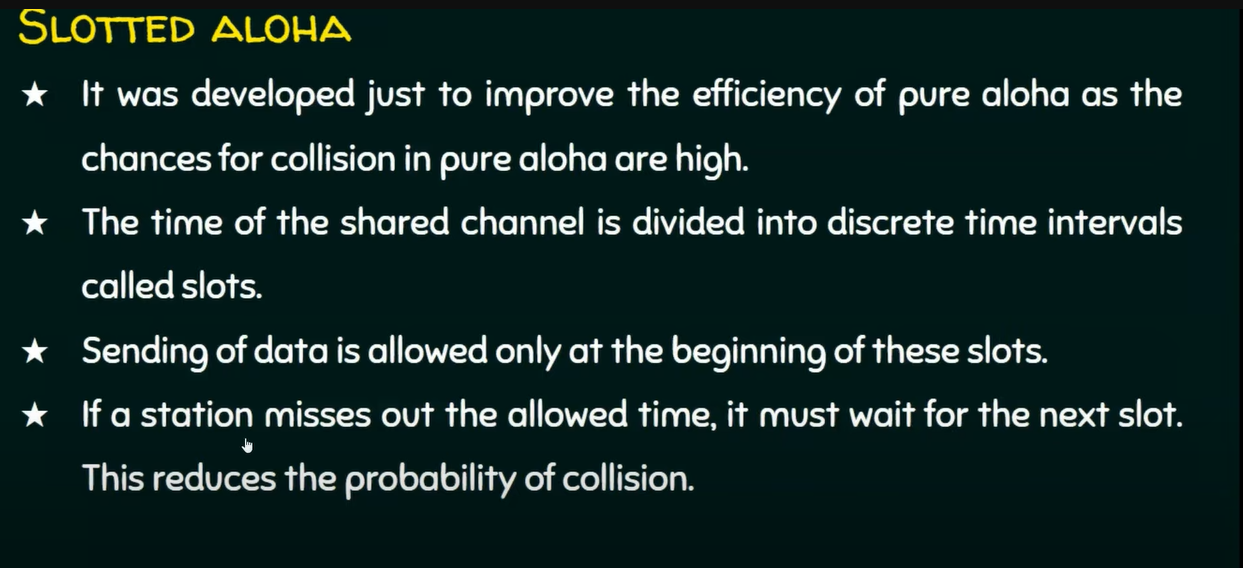 SLOTTED ALOHA
★ It was developed just to improve the efficiency of pure aloha as the
chances for collision in pure aloha are high.
★ The time of the shared channel is divided into discrete time intervals
called slots.
★ Sending of data is allowed only at the beginning of these slots.
★ If a station misses out the allowed time, it must wait for the next slot.
This reduces the probability of collision.